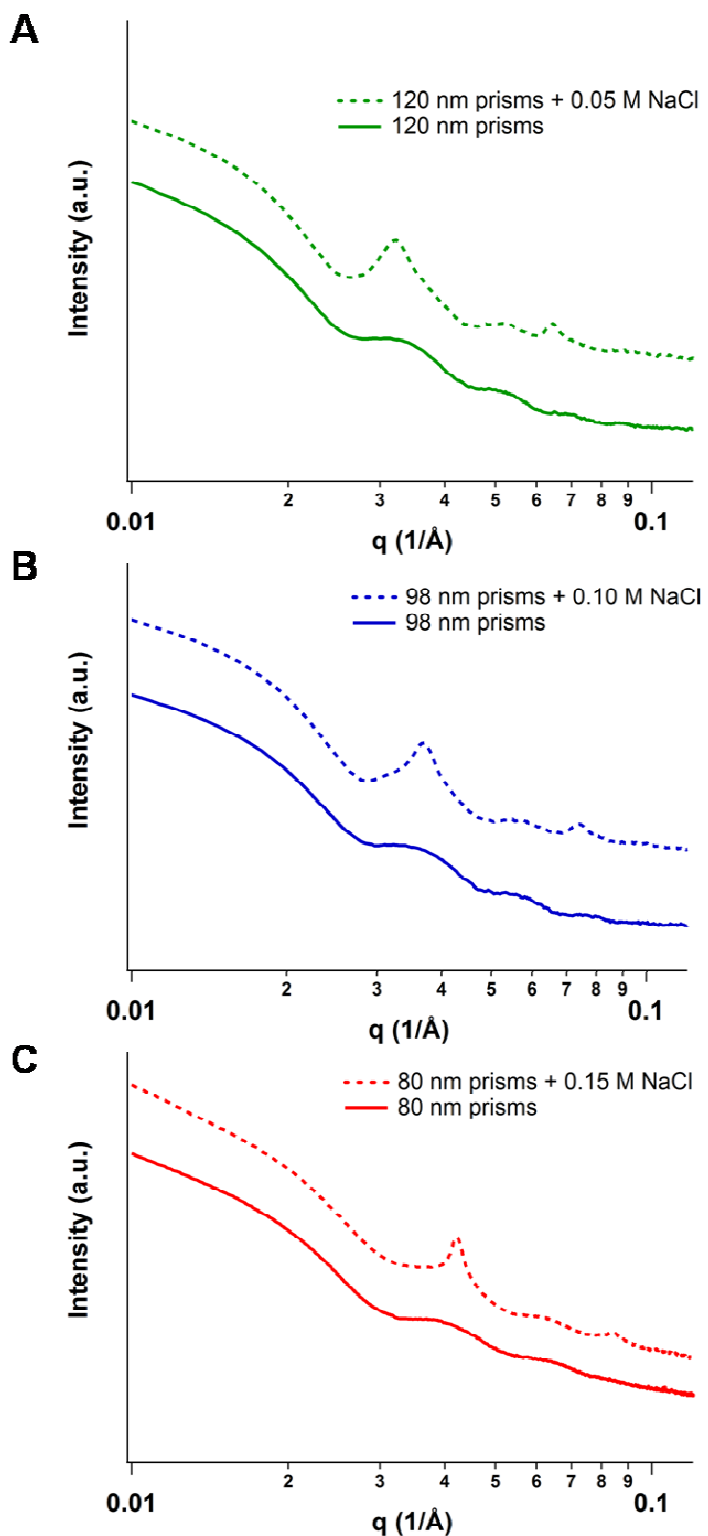 A
120 nm prisms + 0.05 M NaCl
120 nm prisms
Intensity (a.u.)
2 3 4 5 6 7 8 9
0.01 0.1
q (1/Å)
B
98 nm prisms + 0.10 M NaCl
98 nm prisms
Intensity (a.u.)
2 3 4 5 6 7 8 9
0.01 0.1
q (1/Å)
C
80 nm prisms + 0.15 M NaCl
80 nm prisms
Intensity (a.u.)
2 3 4 5 6 7 8 9
0.01 0.1
q (1/Å)